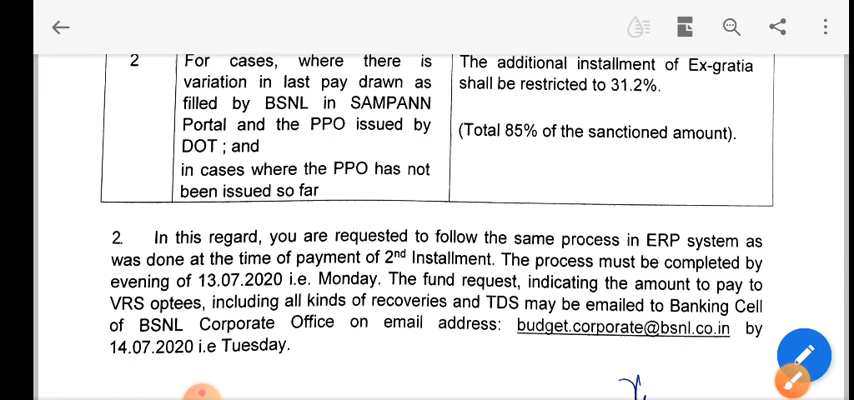 2 For cases, where there is The additional installment of Ex-gratia
variation in last pay drawn as shall be restricted to 31.2%.
filled by BSNL in SAMPANN
Portal and the PPO issued by (Total 85% of the sanctioned amount).
DOT ; and
in cases where the PPO has not
been issued so far
2. In this regard, you are requested to follow the same process in ERP system as
was done at the time of payment of 2nd Installment. The process must be completed by
evening of 13.07.2020 i.e. Monday. The fund request, indicating the amount to pay to
VRS optees, including all kinds of recoveries and TDS may be emailed to Banking Cell
of BSNL Corporate Office on email address: budget.corporate@bsnl.co.in by
14.07.2020 i.e Tuesday.